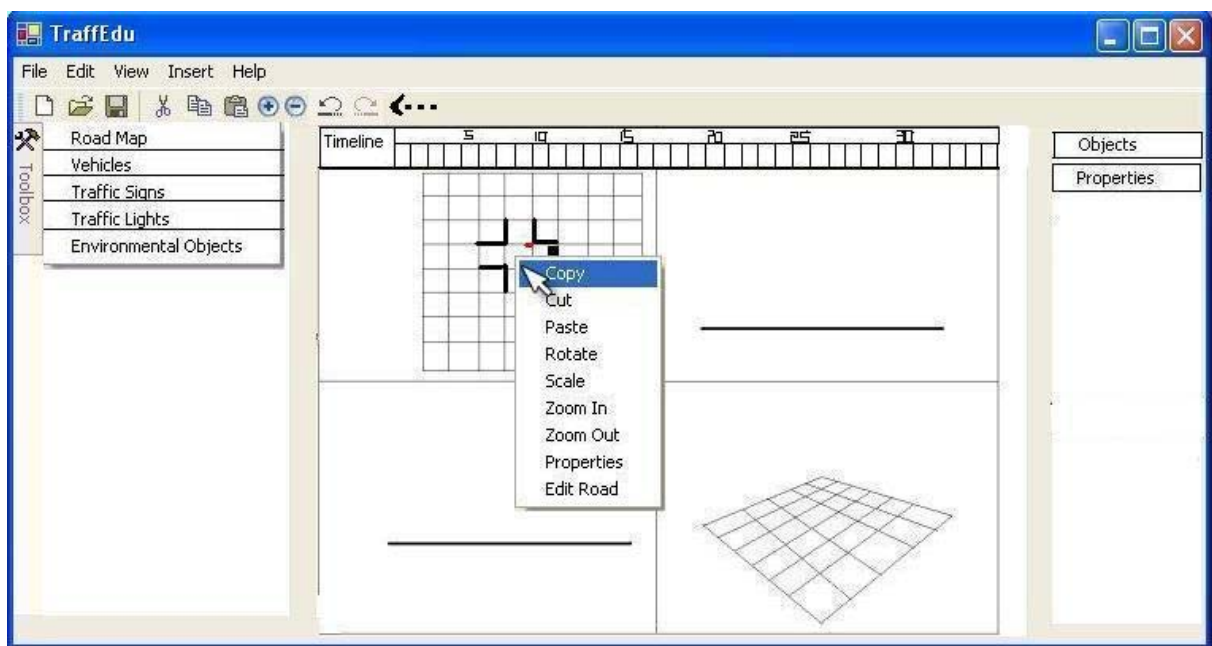 TraffEdu
File Edit View Insert Help
Toolbox
Road Map
Vehicles
Traffic Signs
Traffic Lights
Environmental Objects
Timeline 5 10 15 20 25 30
Copy
Cut
Paste
Rotate
Scale
Zoom In
Zoom Out
Properties
Edit Road
Objects
Properties